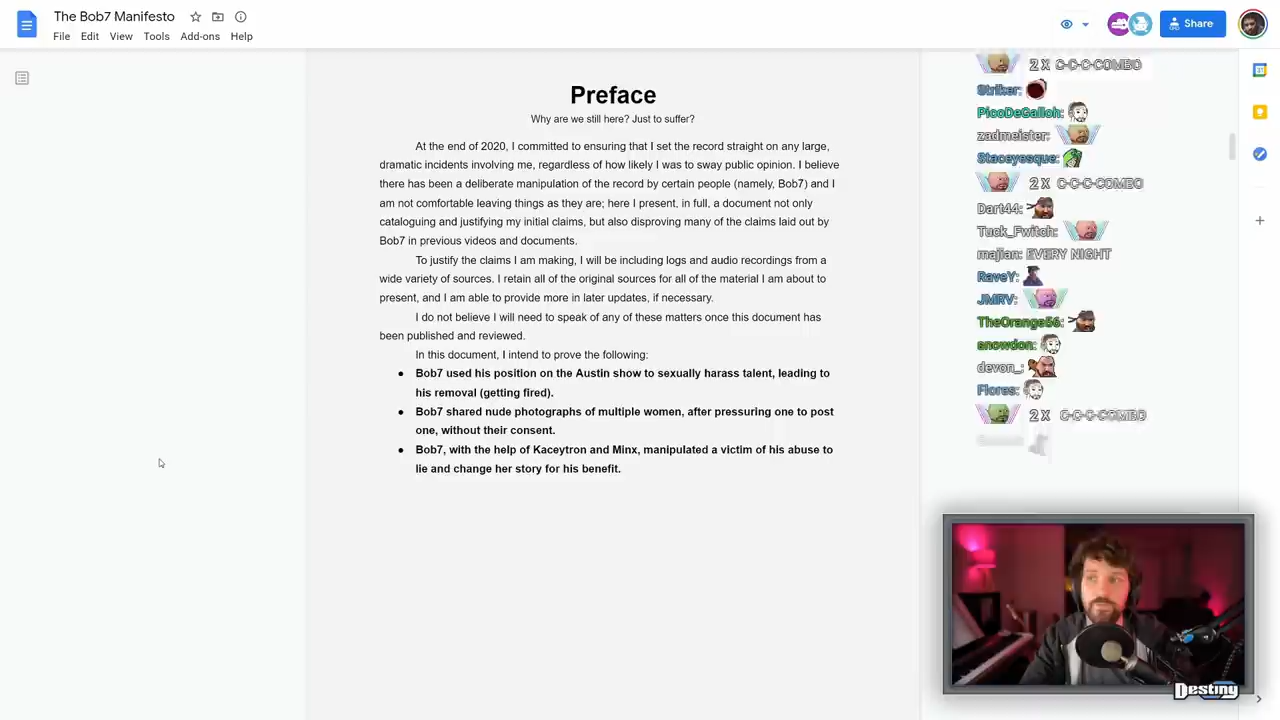 The Bob7 Manifesto
File Edit View Tools Add-ons Help
Share
Preface
Why are we still here? Just to suffer?
At the end of 2020, I committed to ensuring that I set the record straight on any large,
dramatic incidents involving me, regardless of how likely I was to sway public opinion. I believe
there has been a deliberate manipulation of the record by certain people (namely, Bob7) and I
am not comfortable leaving things as they are; here I present, in full, a document not only
cataloguing and justifying my initial claims, but also disproving many of the claims laid out by
Bob7 in previous videos and documents.
To justify the claims I am making, I will be including logs and audio recordings from a
wide variety of sources. I retain all of the original sources for all of the material I am about to
present, and I am able to provide more in later updates, if necessary.
I do not believe I will need to speak of any of these matters once this document has
been published and reviewed.
In this document, I intend to prove the following:
● Bob7 used his position on the Austin show to sexually harass talent, leading to
his removal (getting fired).
● Bob7 shared nude photographs of multiple women, after pressuring one to post
one, without their consent.
● Bob7, with the help of Kaceytron and Minx, manipulated a victim of his abuse to
lie and change her story for his benefit.
2 X C-C-C-COMBO
Striker:
PicoDeGalloh:
zadmeister:
Staceyesque:
2 X C-C-C-COMBO
Dart44:
Tuck_Fwitch:
majian: EVERY NIGHT
RaveY:
JMRV:
TheOrange56:
snowdon:
devon_:
Flores:
2 X C-C-C-COMBO
Destiny